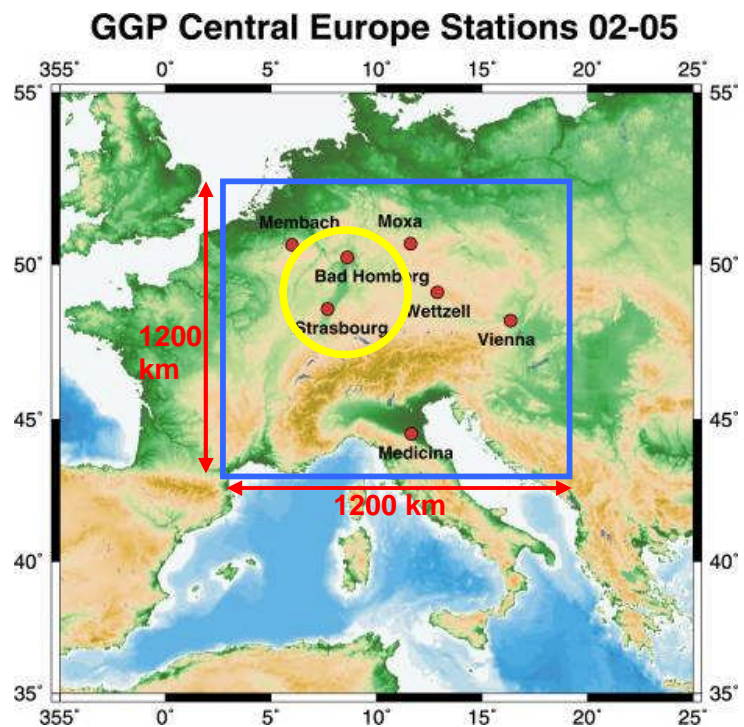 GGP Central Europe Stations 02-05
355° 0° 5° 10° 15° 20° 25°
55° 55°
Membach Moxa
50° 50°
Bad Homberg
Wettzell
Strasbourg
Vienna
1200
km
45° 45°
Medicina
1200 km
40° 40°
35° 35°
355° 0° 5° 10° 15° 20° 25°